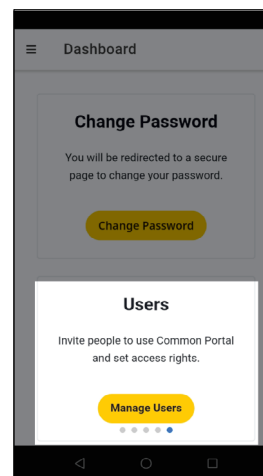 Dashboard
Change Password
You will be redirected to a secure
page to change your password.
Change Password
Users
Invite people to use Common Portal
and set access rights.
Manage Users